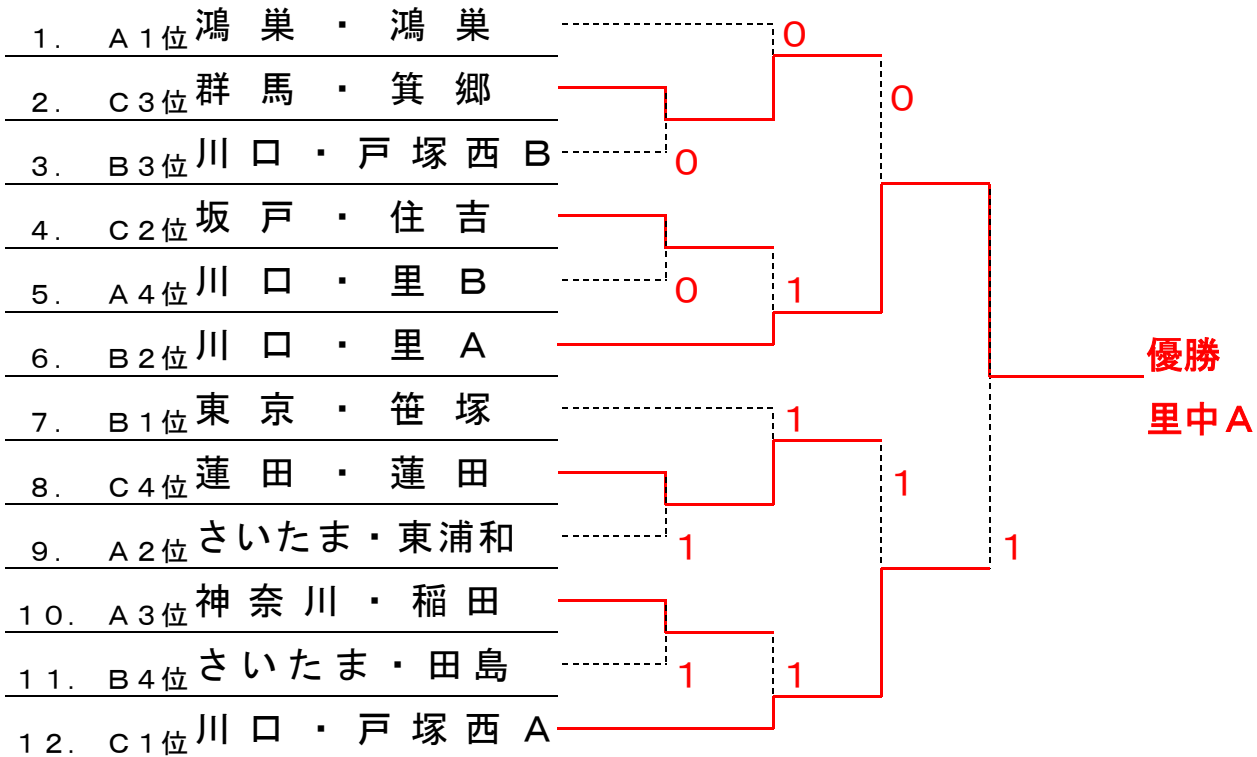 1. A1位 鴻巣・鴻巣
0
2. C3位 群馬・箕郷
0
3. B3位 川口・戸塚西B
0
4. C2位 坂戸・住吉
5. A4位 川口・里B
0
1
6. B2位 川口・里A
優勝
7. B1位 東京・笹塚
1
里中A
8. C4位 蓮田・蓮田
1
9. A2位 さいたま・東浦和
1
1
10. A3位 神奈川・稲田
11. B4位 さいたま・田島
1
1
12. C1位 川口・戸塚西A